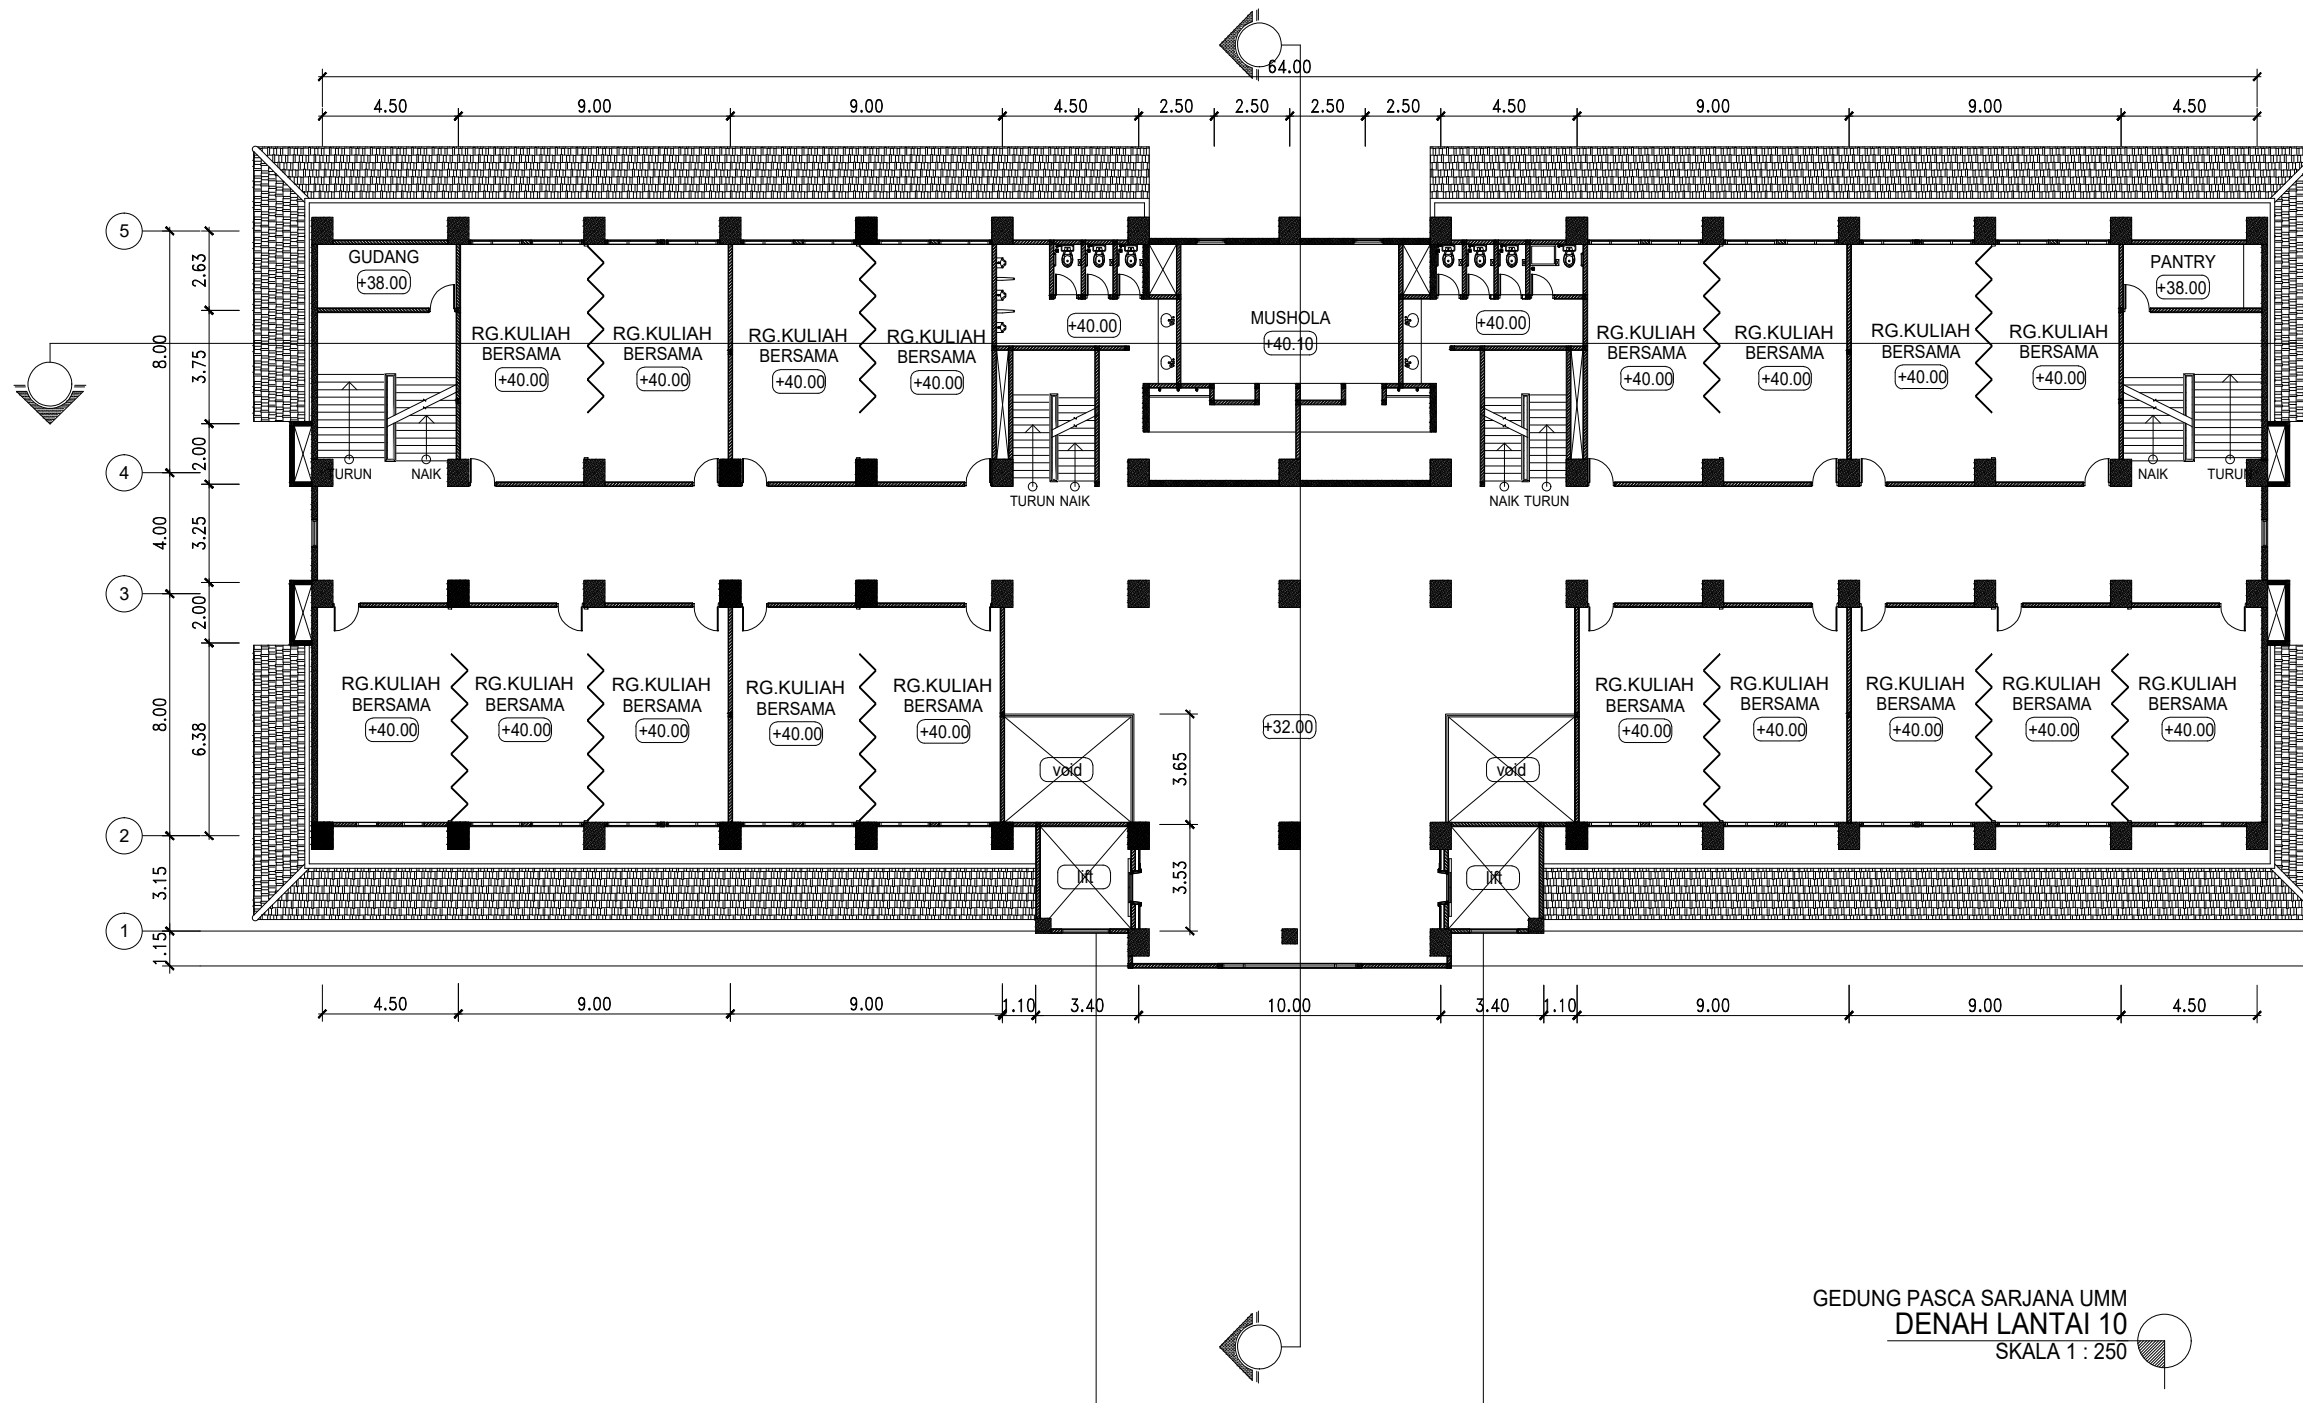 64.00
4.50 9.00 9.00 4.50 2.50 2.50 2.50 2.50 4.50 9.00 9.00 4.50
5
4
3
2
1
8.00
4.00
8.00
3.15
1.15
2.63
3.75
2.00
3.25
2.00
6.38
GUDANG
+38.00
RG.KULIAH
BERSAMA
+40.00
RG.KULIAH
BERSAMA
+40.00
RG.KULIAH
BERSAMA
+40.00
RG.KULIAH
BERSAMA
+40.00
+40.00
MUSHOLA
+40.10
+40.00
RG.KULIAH
BERSAMA
+40.00
RG.KULIAH
BERSAMA
+40.00
RG.KULIAH
BERSAMA
+40.00
RG.KULIAH
BERSAMA
+40.00
PANTRY
+38.00
TURUN
NAIK
TURUN NAIK
NAIK TURUN
NAIK
TURUN
RG.KULIAH
BERSAMA
+40.00
RG.KULIAH
BERSAMA
+40.00
RG.KULIAH
BERSAMA
+40.00
RG.KULIAH
BERSAMA
+40.00
RG.KULIAH
BERSAMA
+40.00
void
3.65
+32.00
void
RG.KULIAH
BERSAMA
+40.00
RG.KULIAH
BERSAMA
+40.00
RG.KULIAH
BERSAMA
+40.00
RG.KULIAH
BERSAMA
+40.00
RG.KULIAH
BERSAMA
+40.00
lift
3.53
lift
4.50 9.00 9.00 1.10 3.40 10.00 3.40 1.10 9.00 9.00 4.50
GEDUNG PASCA SARJANA UMM
DENAH LANTAI 10
SKALA 1 : 250